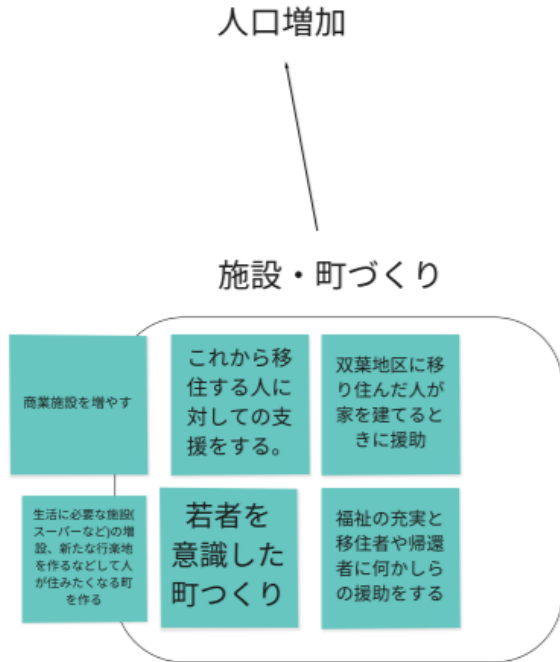 人口増加
施設・町づくり
商業施設を増やす
これから移
住する人に
対しての支
援をする。
双葉地区に移
り住んだ人が
家を建てると
きに援助
生活に必要な施設(
スーパーなど)の増
設、新たな行楽地
を作るなどして人
が住みたくなる町
を作る
若者を
意識した
町つくり
福祉の充実と
移住者や帰還
者に何かしら
の援助をする